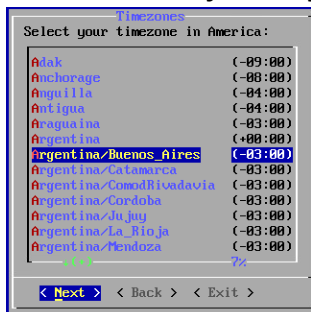 Timezones
Select your timezone in America:
Adak (-09:00)
Anchorage (-08:00)
Anguilla (-04:00)
Antigua (-04:00)
Araguaina (-03:00)
Argentina (+00:00)
Argentina/Buenos_Aires (-03:00)
Argentina/Catamarca (-03:00)
Argentina/ComodRivadavia (-03:00)
Argentina/Cordoba (-03:00)
Argentina/Jujuy (-03:00)
Argentina/La_Rioja (-03:00)
Argentina/Mendoza (-03:00)
↓(+) 7%
< Next > < Back > < Exit >